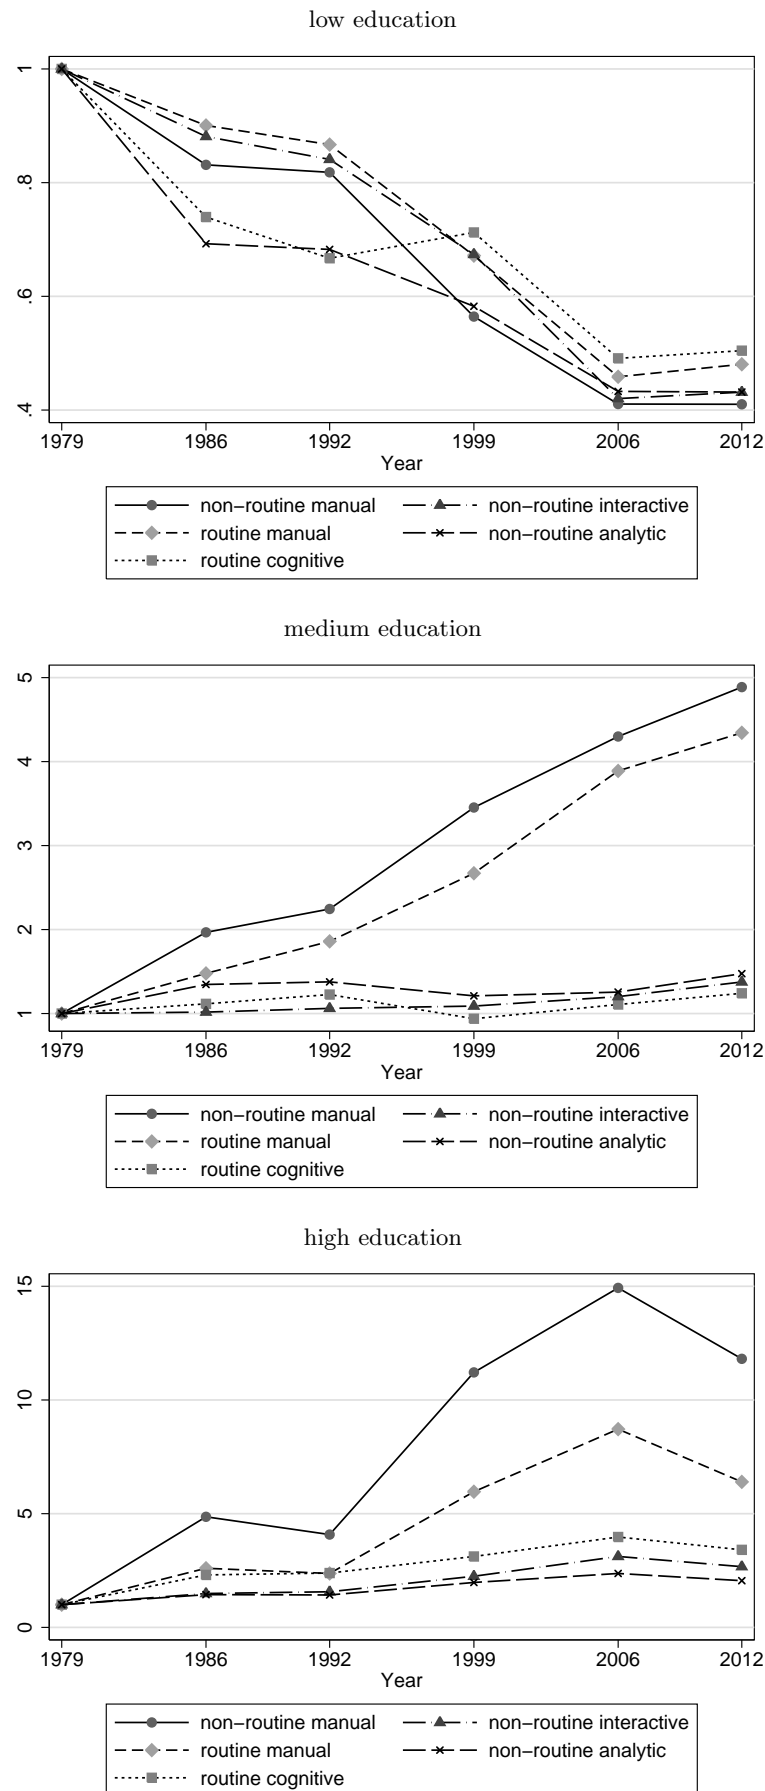 low education
1
.8
.6
.4
1979 1986 1992 1999 2006 2012
Year
non−routine manual non−routine interactive
routine manual non−routine analytic
routine cognitive
medium education
5
4
3
2
1
1979 1986 1992 1999 2006 2012
Year
non−routine manual non−routine interactive
routine manual non−routine analytic
routine cognitive
high education
15
10
5
0
1979 1986 1992 1999 2006 2012
Year
non−routine manual non−routine interactive
routine manual non−routine analytic
routine cognitive